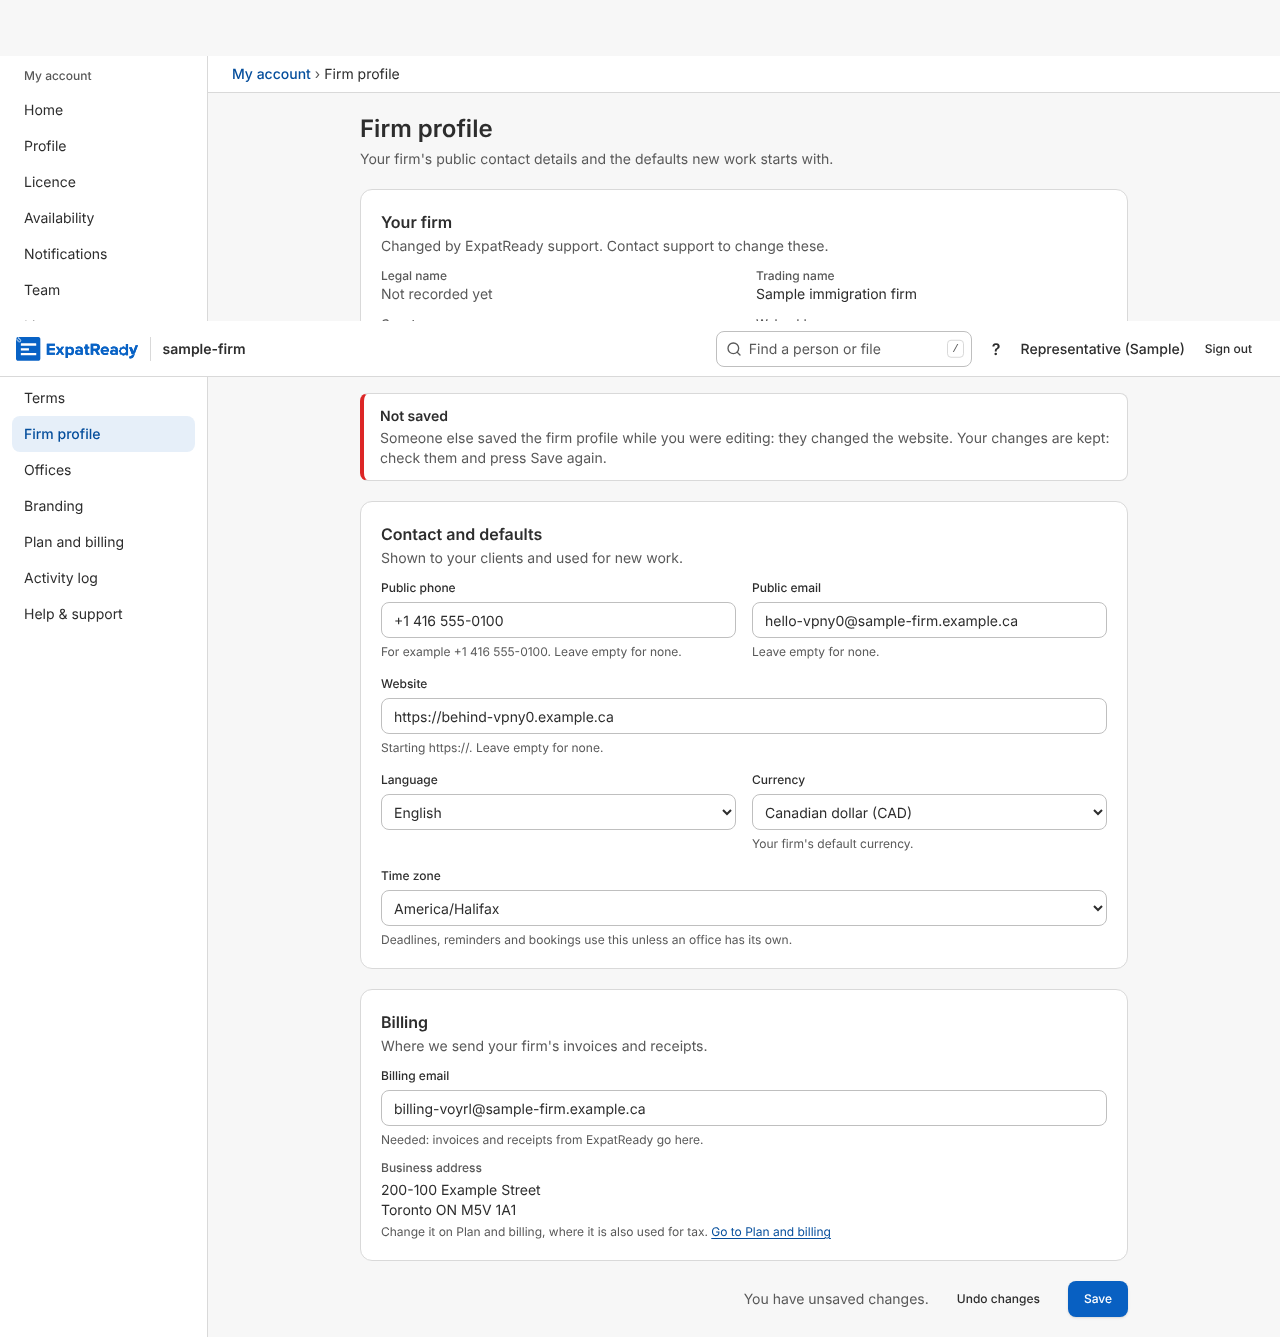 My account
Home
Profile
Licence
Availability
Notifications
Team
My account › Firm profile
Firm profile
Your firm's public contact details and the defaults new work starts with.
Your firm
Changed by ExpatReady support. Contact support to change these.
Legal name
Not recorded yet
Trading name
Sample immigration firm
ExpatReady
sample-firm
Find a person or file
/
?
Representative (Sample)
Sign out
Terms
Firm profile
Offices
Branding
Plan and billing
Activity log
Help & support
Not saved
Someone else saved the firm profile while you were editing: they changed the website. Your changes are kept:
check them and press Save again.
Contact and defaults
Shown to your clients and used for new work.
Public phone
+1 416 555-0100
For example +1 416 555-0100. Leave empty for none.
Public email
hello-vpny0@sample-firm.example.ca
Leave empty for none.
Website
https://behind-vpny0.example.ca
Starting https://. Leave empty for none.
Language
English
Currency
Canadian dollar (CAD)
Your firm's default currency.
Time zone
America/Halifax
Deadlines, reminders and bookings use this unless an office has its own.
Billing
Where we send your firm's invoices and receipts.
Billing email
billing-voyrl@sample-firm.example.ca
Needed: invoices and receipts from ExpatReady go here.
Business address
200-100 Example Street
Toronto ON M5V 1A1
Change it on Plan and billing, where it is also used for tax. Go to Plan and billing
You have unsaved changes.
Undo changes
Save